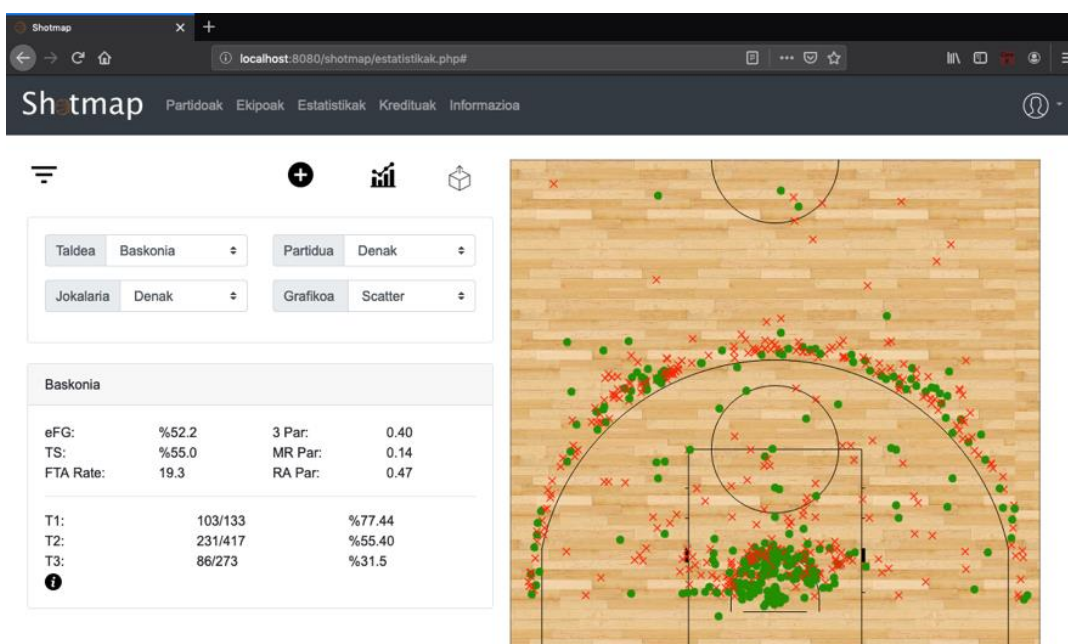 Shotmap
localhost:8080/shotmap/estatistikak.php#
Shotmap Partidoak Ekipoak Estatistikak Kredituak Informazioa
Taldea Baskonia Partidua Denak
Jokalaria Denak Grafikoa Scatter
Baskonia
eFG: %52.2 3 Par: 0.40
TS: %55.0 MR Par: 0.14
FTA Rate: 19.3 RA Par: 0.47
T1: 103/133 %77.44
T2: 231/417 %55.40
T3: 86/273 %31.5